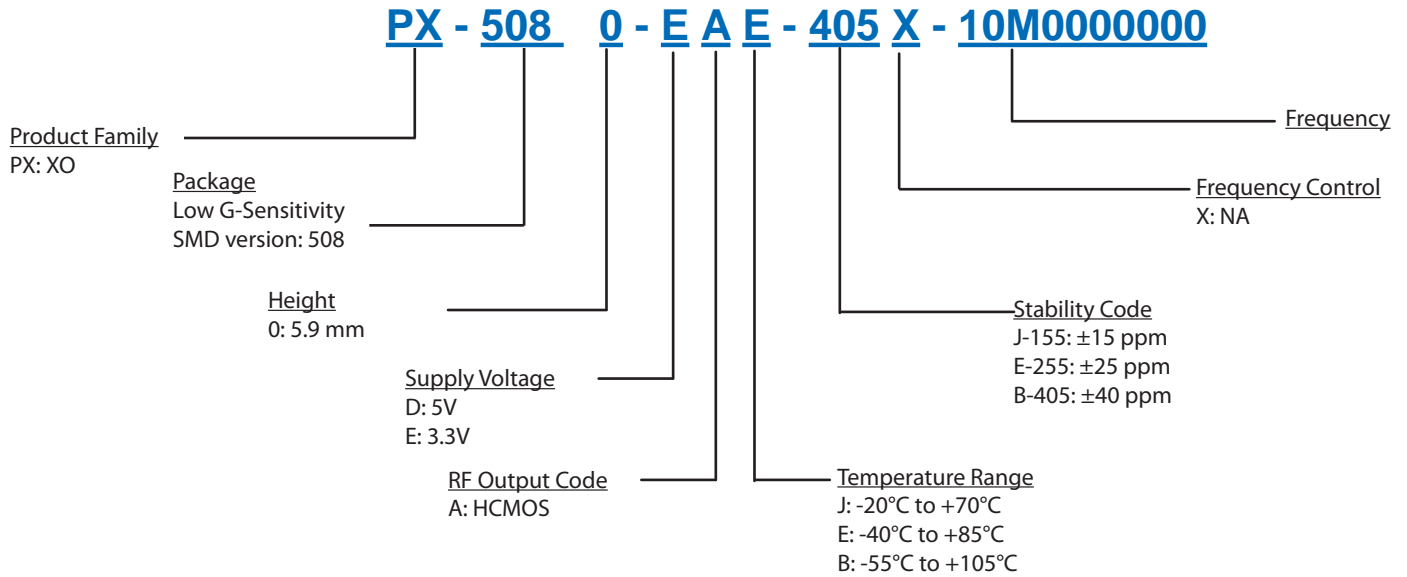 PX - 508 0 - E A E - 405 X - 10M0000000
Product Family
PX: XO
Package
Low G-Sensitivity
SMD version: 508
Height
0: 5.9 mm
Supply Voltage
D: 5V
E: 3.3V
RF Output Code
A: HCMOS
Frequency
Frequency Control
X: NA
Stability Code
J-155: ±15 ppm
E-255: ±25 ppm
B-405: ±40 ppm
Temperature Range
J: -20°C to +70°C
E: -40°C to +85°C
B: -55°C to +105°C